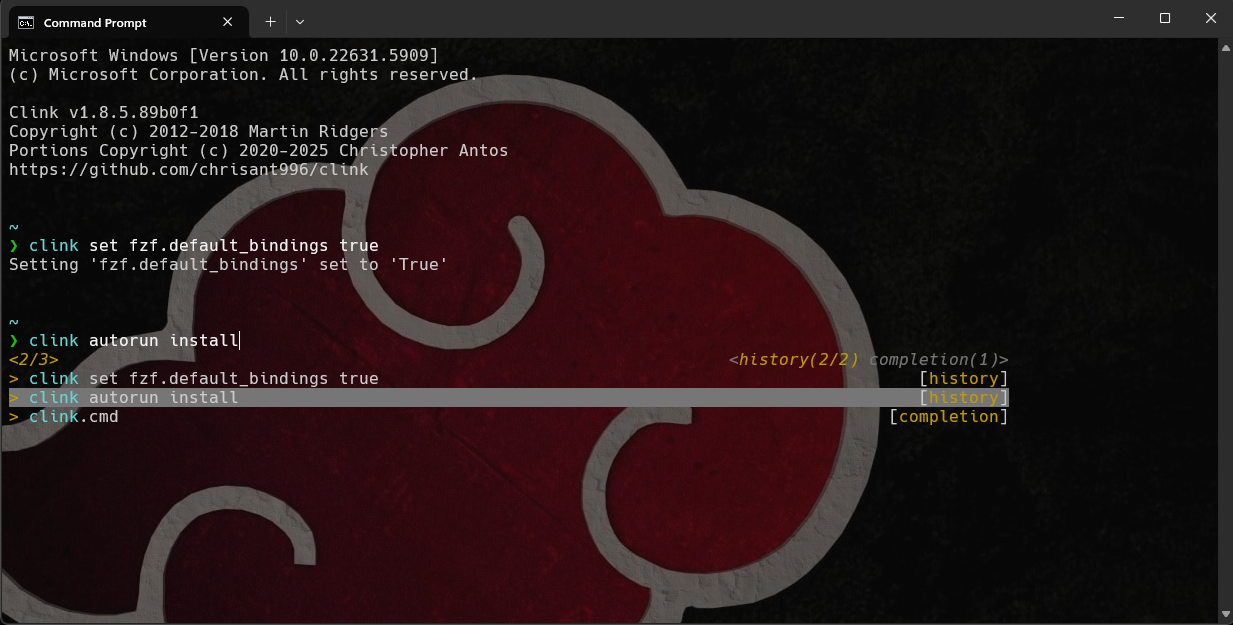 Command Prompt
Microsoft Windows [Version 10.0.22631.5909]
(c) Microsoft Corporation. All rights reserved.
Clink v1.8.5.89b0f1
Copyright (c) 2012-2018 Martin Ridgers
Portions Copyright (c) 2020-2025 Christopher Antos
https://github.com/chrisant996/clink
~
❯ clink set fzf.default_bindings true
Setting 'fzf.default_bindings' set to 'True'
~
❯ clink autorun install
<2/3> <history(2/2) completion(1)>
> clink set fzf.default_bindings true [history]
> clink autorun install [history]
> clink.cmd [completion]